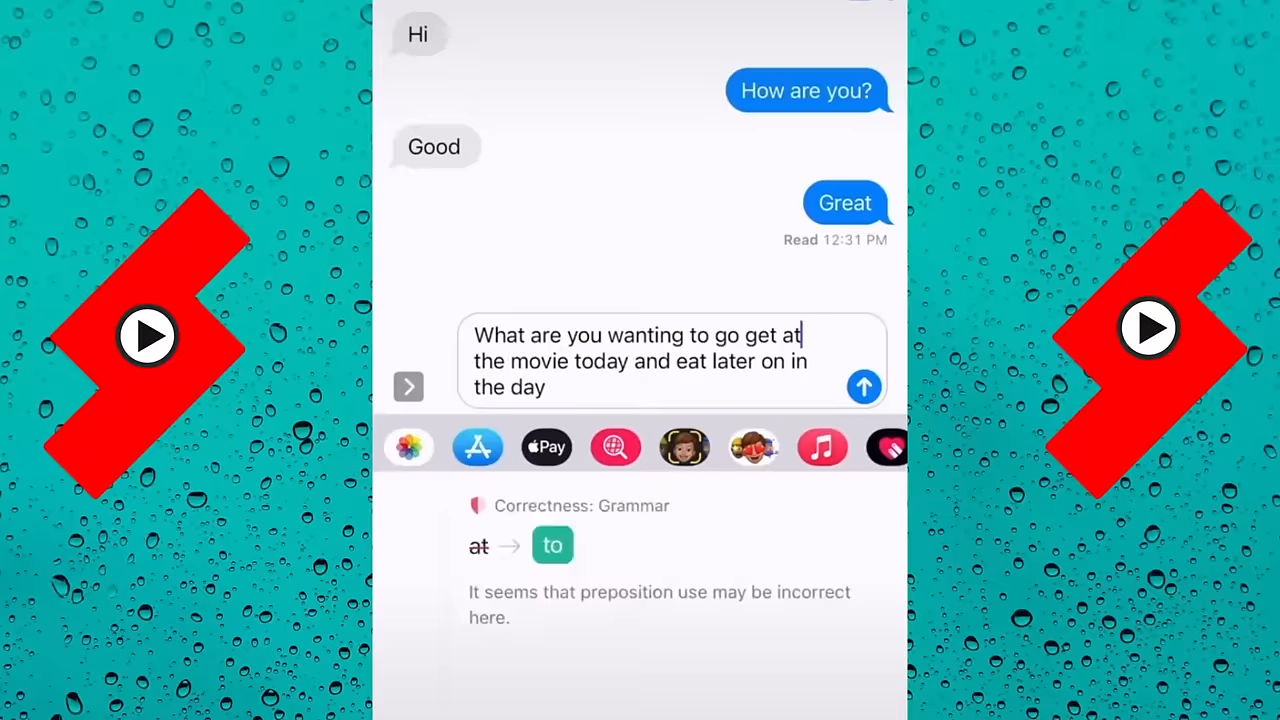 Hi
How are you?
Good
Great
Read 12:31 PM
What are you wanting to go get at
the movie today and eat later on in
the day
Pay
Correctness: Grammar
at → to
It seems that preposition use may be incorrect
here.